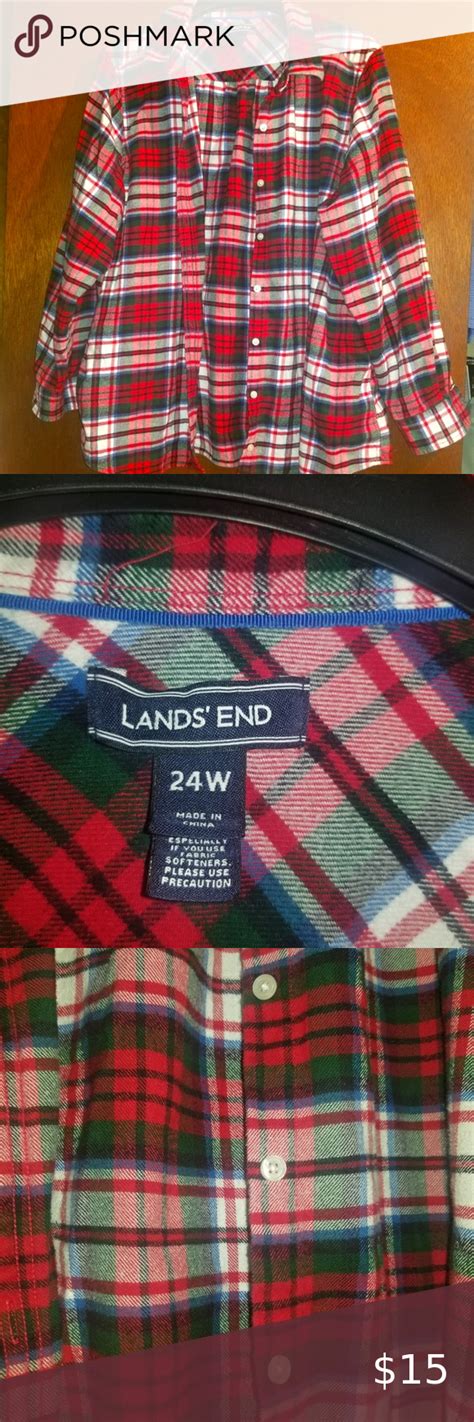 POSHMARK
LANDS' END
24W
MADE IN
CHINA
ESPECIALLY
IF YOU USE
FABRIC
SOFTENERS.
PLEASE USE
PRECAUTION
$15